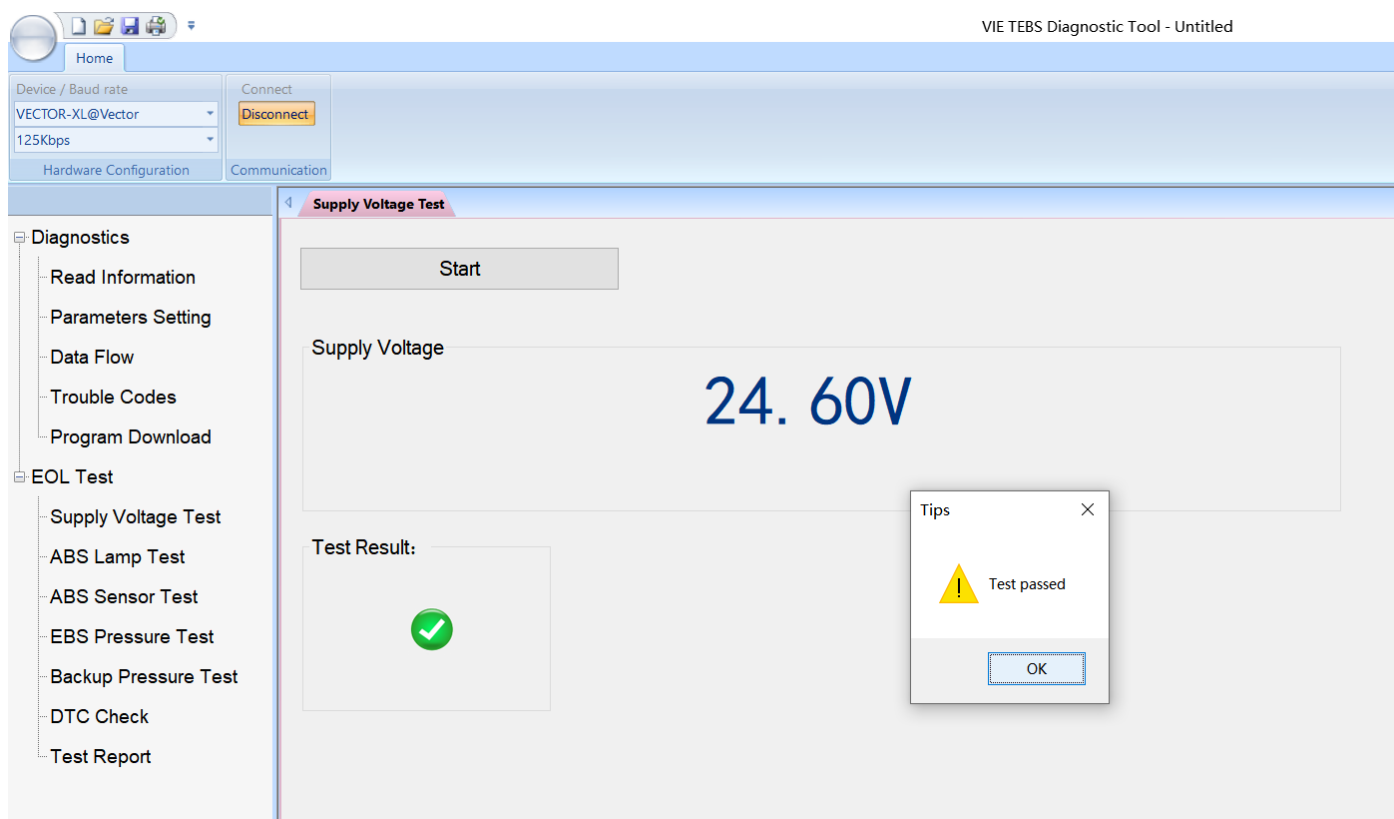 VIE TEBS Diagnostic Tool - Untitled
Home
Device / Baud rate
Connect
VECTOR-XL@Vector
Disconnect
125Kbps
Hardware Configuration
Communication
Supply Voltage Test
Diagnostics
Read Information
Parameters Setting
Data Flow
Trouble Codes
Program Download
EOL Test
Supply Voltage Test
ABS Lamp Test
ABS Sensor Test
EBS Pressure Test
Backup Pressure Test
DTC Check
Test Report
Start
Supply Voltage
24. 60V
Test Result:
Tips
Test passed
OK